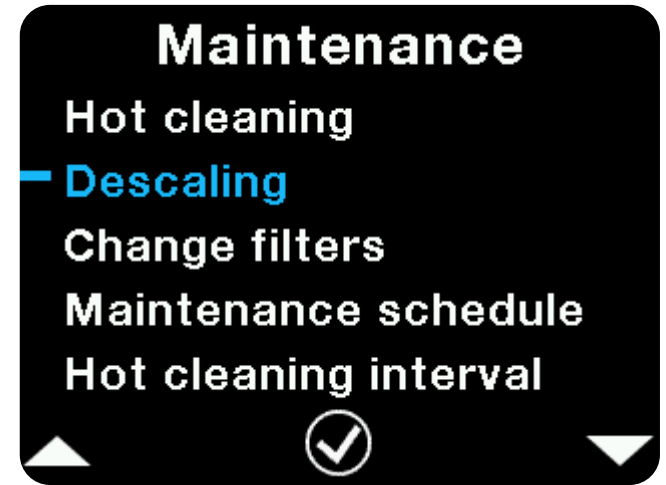 Maintenance
Hot cleaning
Descaling
Change filters
Maintenance schedule
Hot cleaning interval